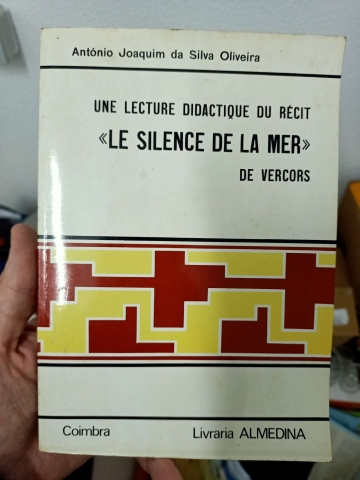 António Joaquim da Silva Oliveira
UNE LECTURE DIDACTIQUE DU RÉCIT
«LE SILENCE DE LA MER»
DE VERCORS
Coimbra Livraria ALMEDINA